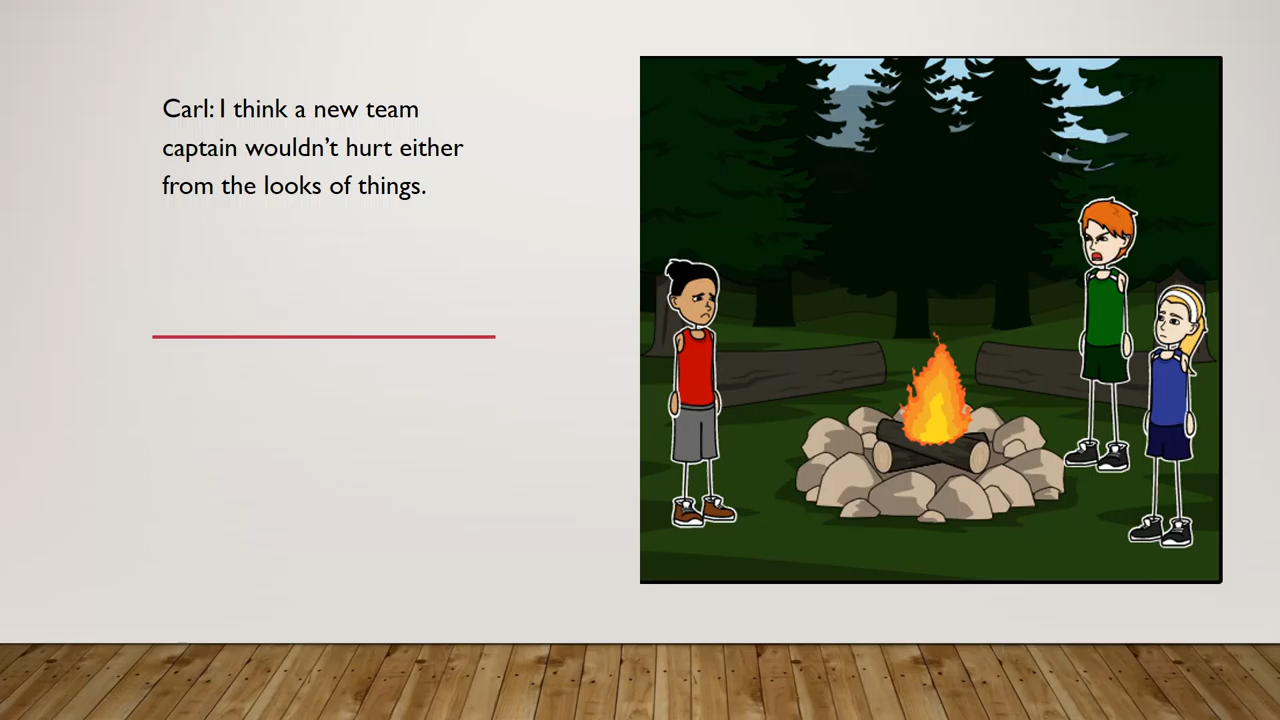 Carl: I think a new team
captain wouldn’t hurt either
from the looks of things.